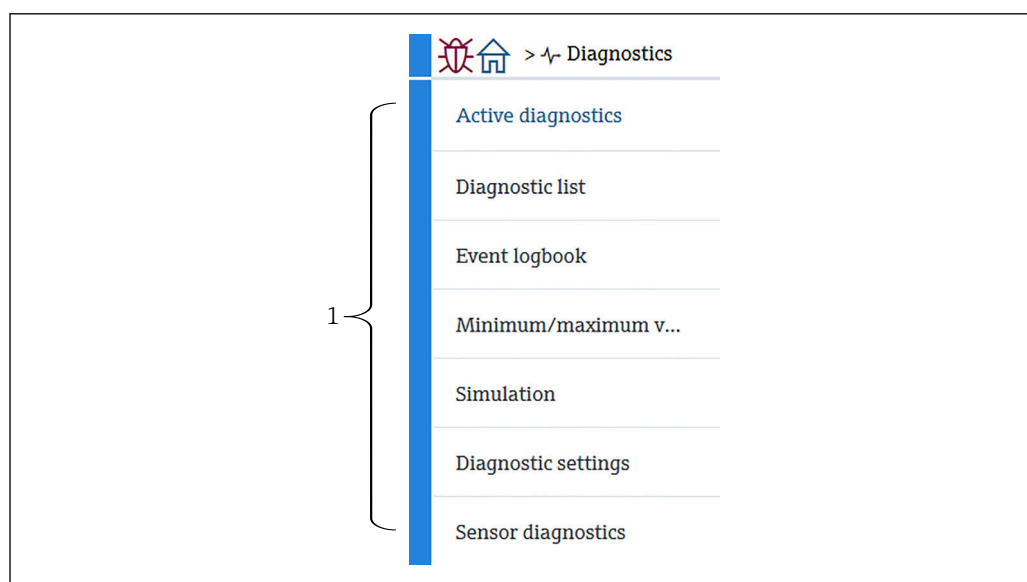 > Diagnostics
Active diagnostics
Diagnostic list
Event logbook
1
Minimum/maximum v...
Simulation
Diagnostic settings
Sensor diagnostics